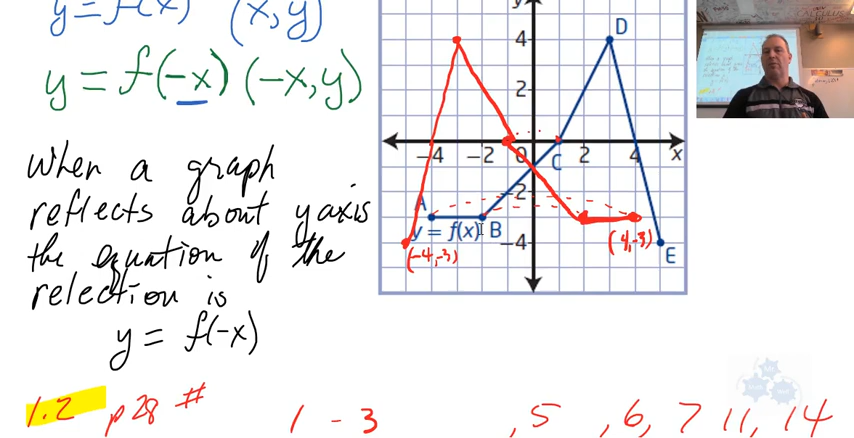 y = f(x) (x, y)
y = f(-x) (-x, y)
When a graph
reflects about y axis
the equation of the
relection is
y = f(-x)
y
4
2
-4 -2 0 2 4 x
-2
-4
A
B
C
D
E
y = f(x)
(-4,-3)
(4,-3)
1.2 p28 # 1 - 3 , 5 , 6, 7 11, 14